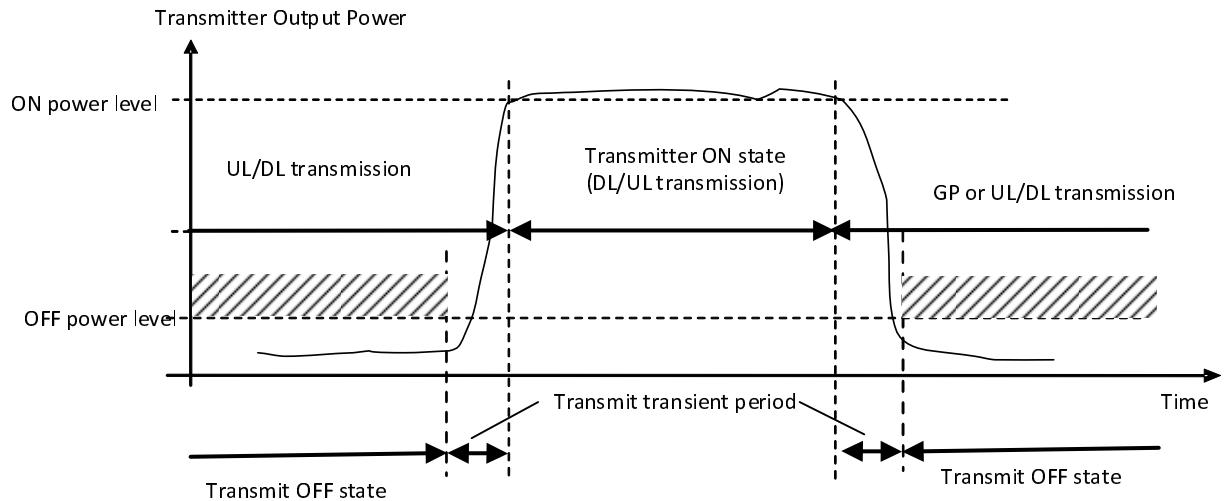 Transmitter Output Power
ON power level
UL/DL transmission
Transmitter ON state
(DL/UL transmission)
GP or UL/DL transmission
OFF power level
Transmit transient period
Time
Transmit OFF state
Transmit OFF state